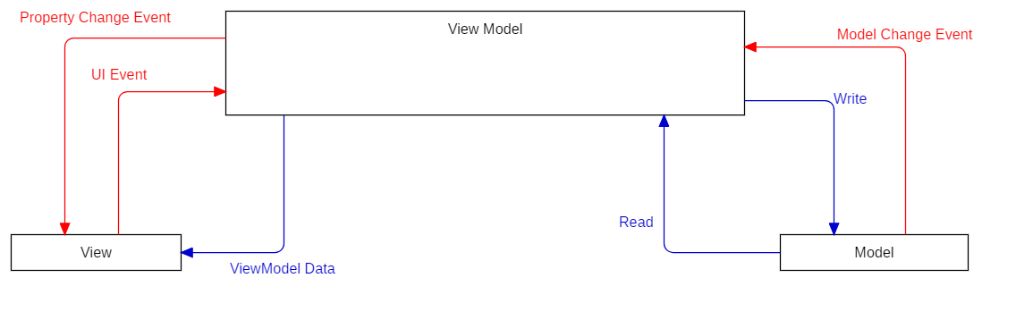 Property Change Event
View Model
Model Change Event
UI Event
Write
Read
View
Model
ViewModel Data